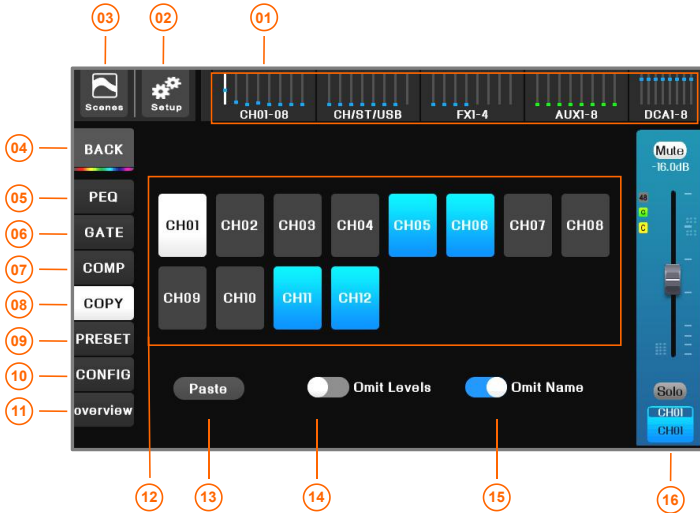 03 02 01
Scenes Setup CH01-08 CH/ST/USB FX1-4 AUX1-8 DCA1-8
04 BACK Mute
-16.0dB
05 PEQ 48
06 GATE CH01 CH02 CH03 CH04 CH05 CH06 CH07 CH08 G
C
07 COMP
08 COPY CH09 CH10 CH11 CH12
09 PRESET
10 CONFIG Paste Omit Levels Omit Name Solo
11 overview CH01
CH01
12 13 14 15 16